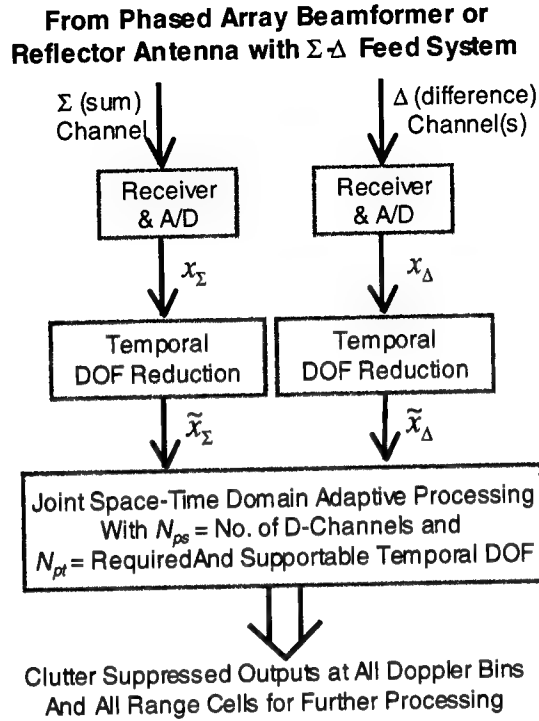 From Phased Array Beamformer or
Reflector Antenna with Σ-Δ Feed System
Σ (sum)
Channel
Δ (difference)
Channel(s)
Receiver
& A/D
Receiver
& A/D
x_Σ
x_Δ
Temporal
DOF Reduction
Temporal
DOF Reduction
x̃_Σ
x̃_Δ
Joint Space-Time Domain Adaptive Processing
With N_ps = No. of D-Channels and
N_pt = Required And Supportable Temporal DOF
Clutter Suppressed Outputs at All Doppler Bins
And All Range Cells for Further Processing